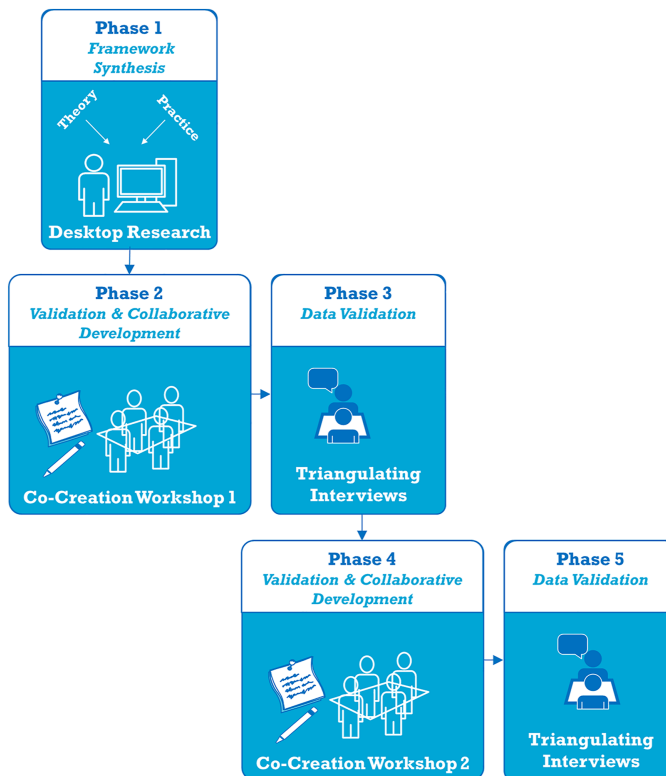 Phase 1
Framework
Synthesis
Theory
Practice
Desktop Research
Phase 2
Validation & Collaborative
Development
Co-Creation Workshop 1
Phase 3
Data Validation
Triangulating
Interviews
Phase 4
Validation & Collaborative
Development
Co-Creation Workshop 2
Phase 5
Data Validation
Triangulating
Interviews